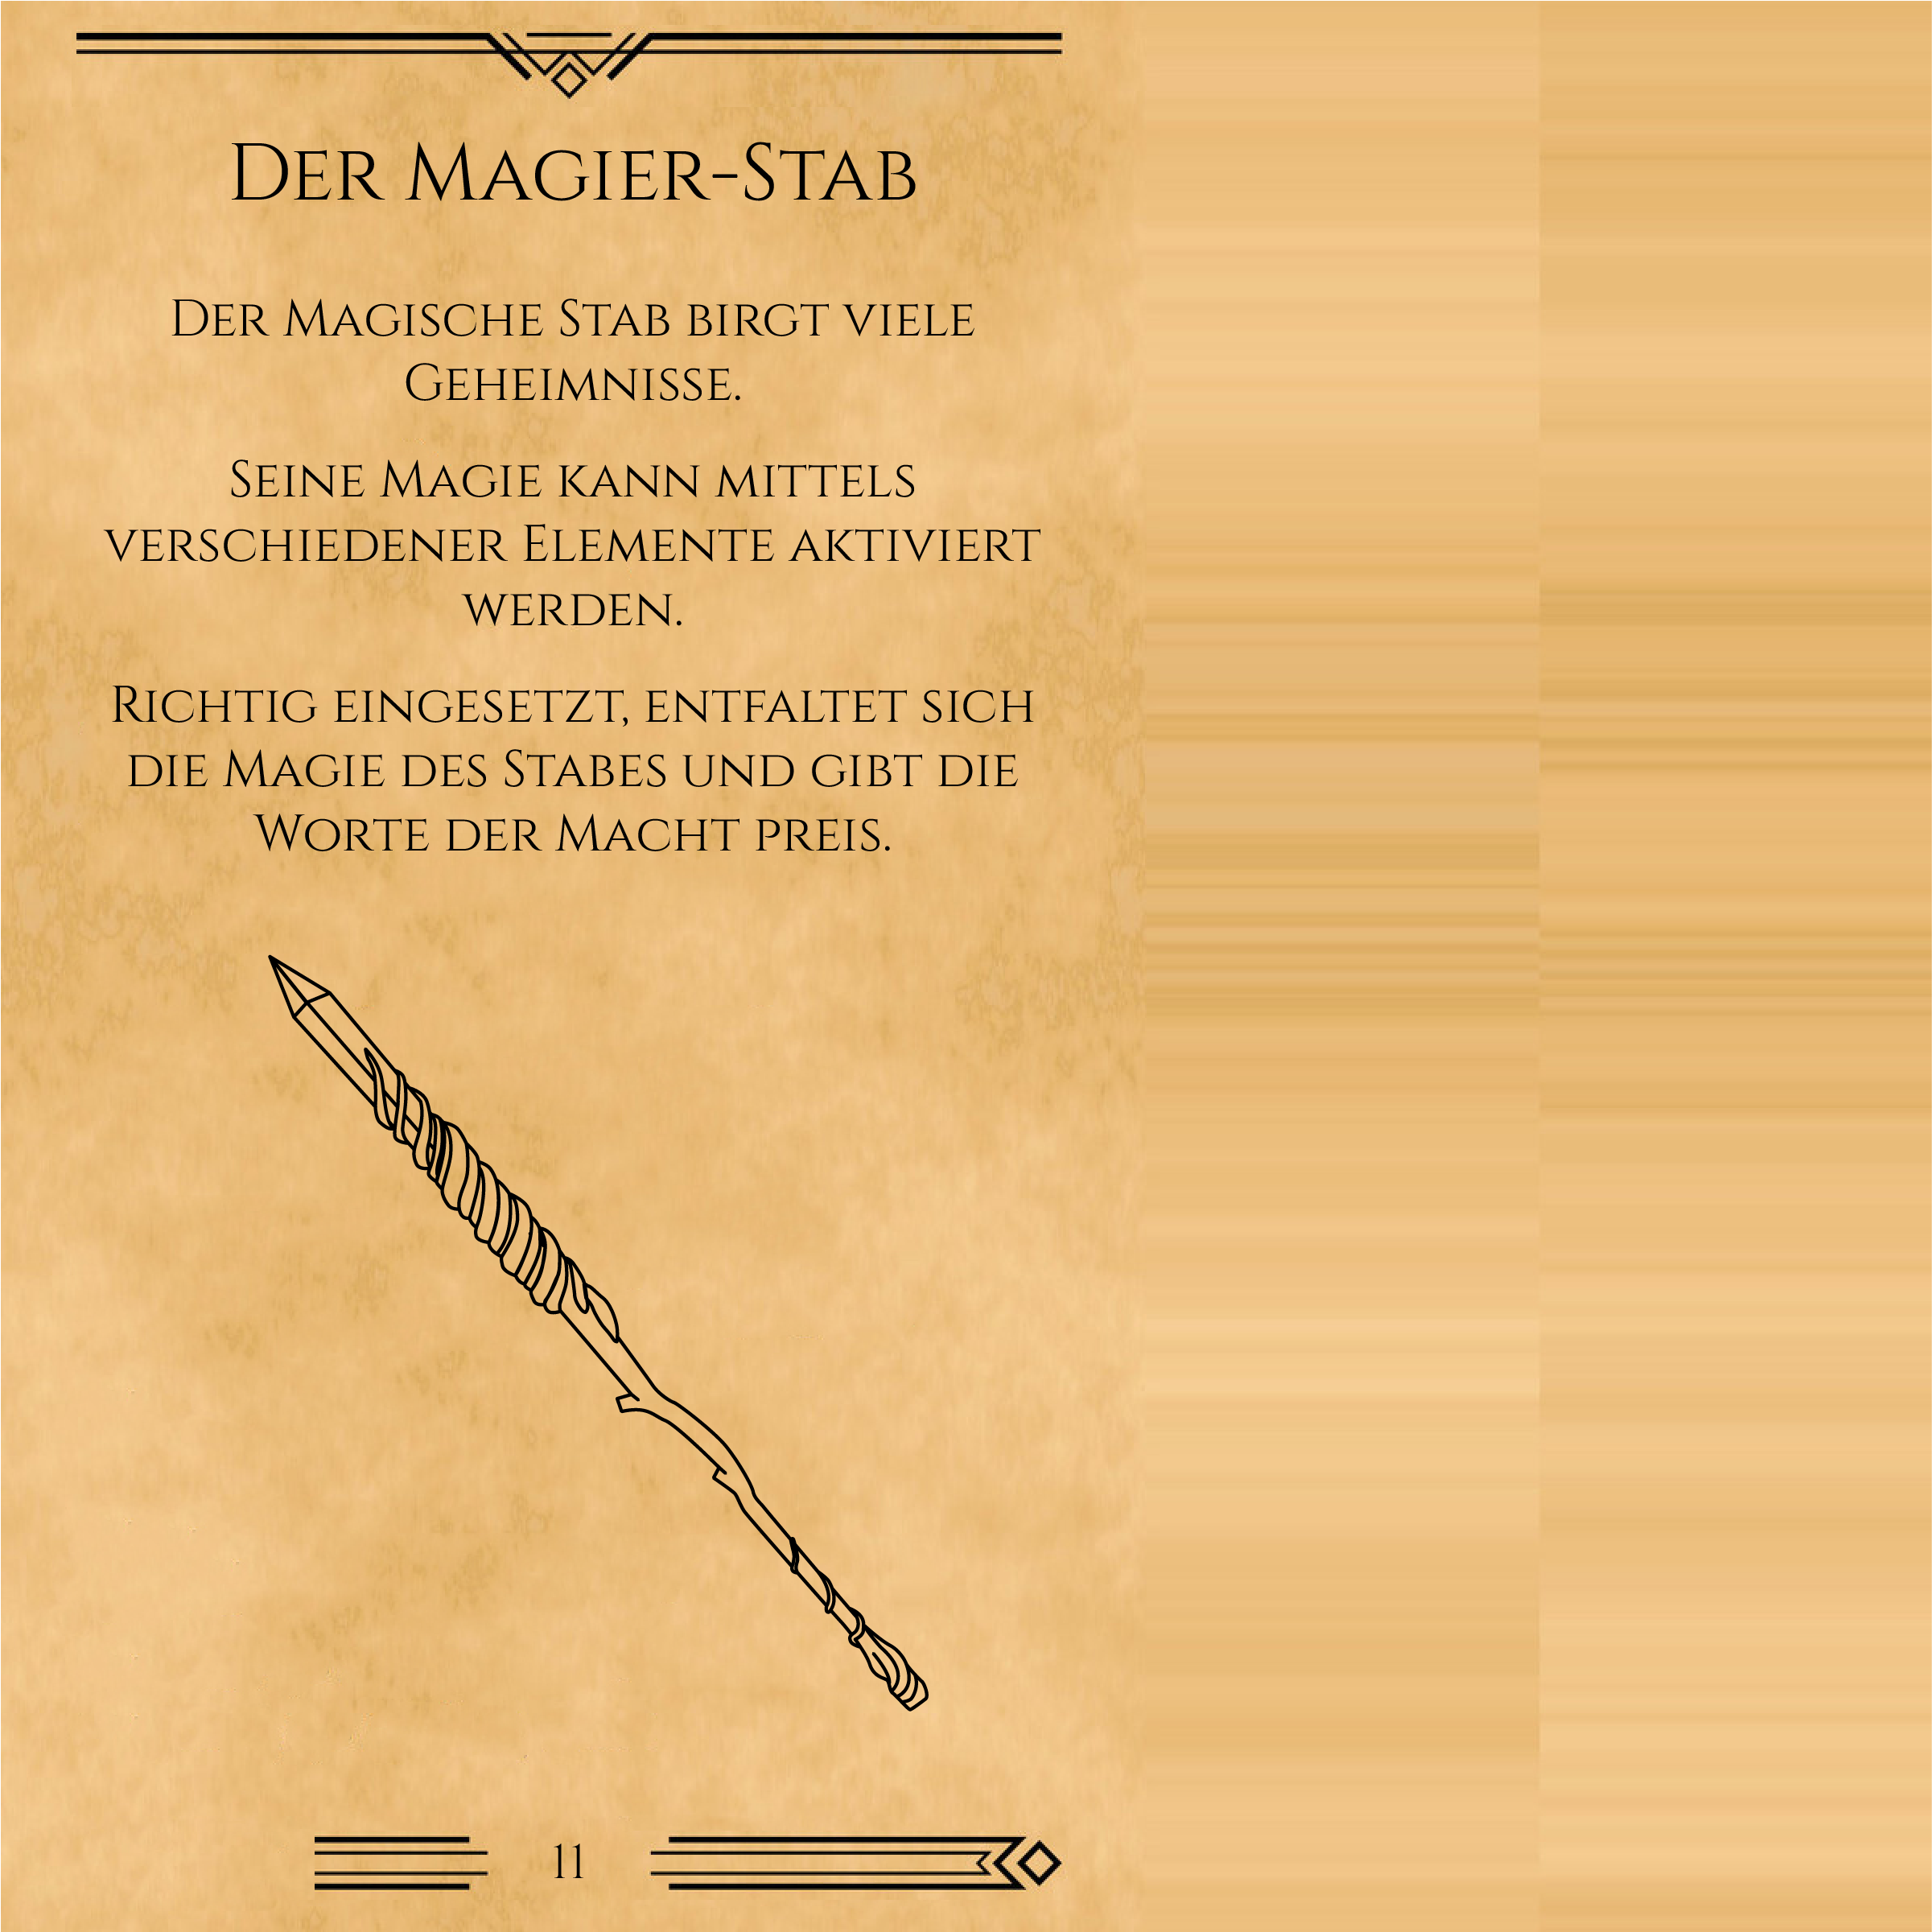 Der Magier-Stab
Der Magische Stab birgt viele
Geheimnisse.
Seine Magie kann mittels
verschiedener Elemente aktiviert
werden.
Richtig eingesetzt, entfaltet sich
die Magie des Stabes und gibt die
Worte der Macht preis.
11